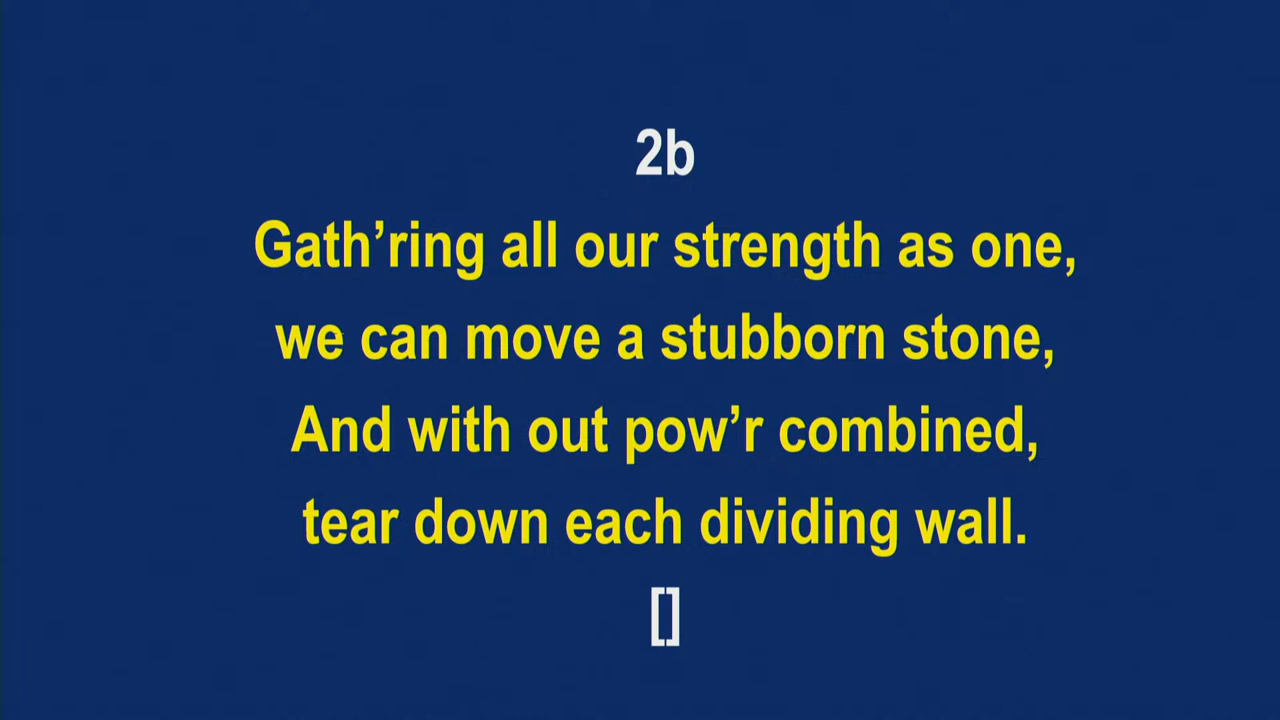 2b
Gath’ring all our strength as one,
we can move a stubborn stone,
And with out pow’r combined,
tear down each dividing wall.
[]